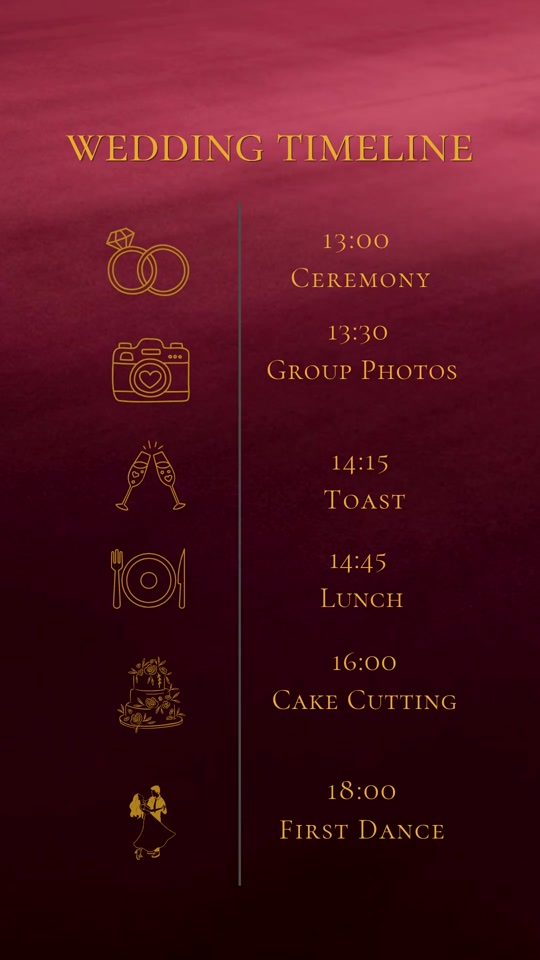 WEDDING TIMELINE
13:00
CEREMONY
13:30
GROUP PHOTOS
14:15
TOAST
14:45
LUNCH
16:00
CAKE CUTTING
18:00
FIRST DANCE